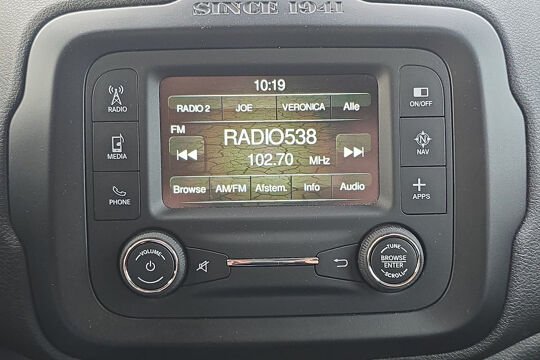 SINCE 1941
10:19
RADIO 2 JOE VERONICA Alle
FM
RADIO538
102.70 MHz
Browse AM/FM Afstem. Info Audio
RADIO
MEDIA
PHONE
ON/OFF
NAV
APPS
VOLUME
TUNE
BROWSE
ENTER
SCROLL